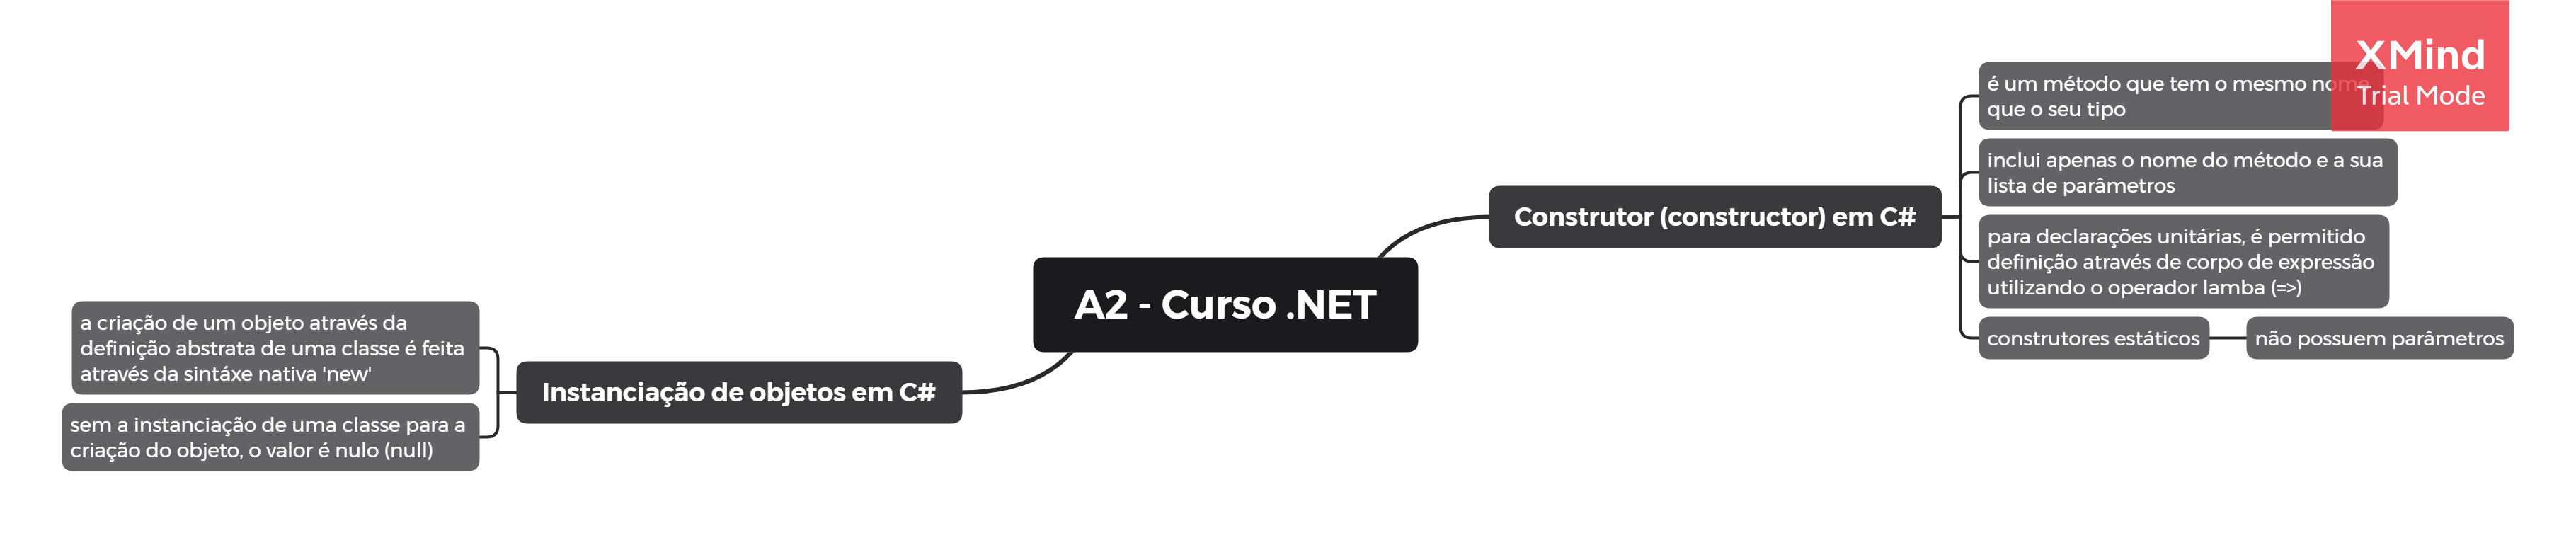 XMind
Trial Mode
é um método que tem o mesmo nome
que o seu tipo
inclui apenas o nome do método e a sua
lista de parâmetros
Construtor (constructor) em C#
para declarações unitárias, é permitido
definição através de corpo de expressão
utilizando o operador lamba (=>)
construtores estáticos
não possuem parâmetros
A2 - Curso .NET
a criação de um objeto através da
definição abstrata de uma classe é feita
através da sintáxe nativa 'new'
Instanciação de objetos em C#
sem a instanciação de uma classe para a
criação do objeto, o valor é nulo (null)